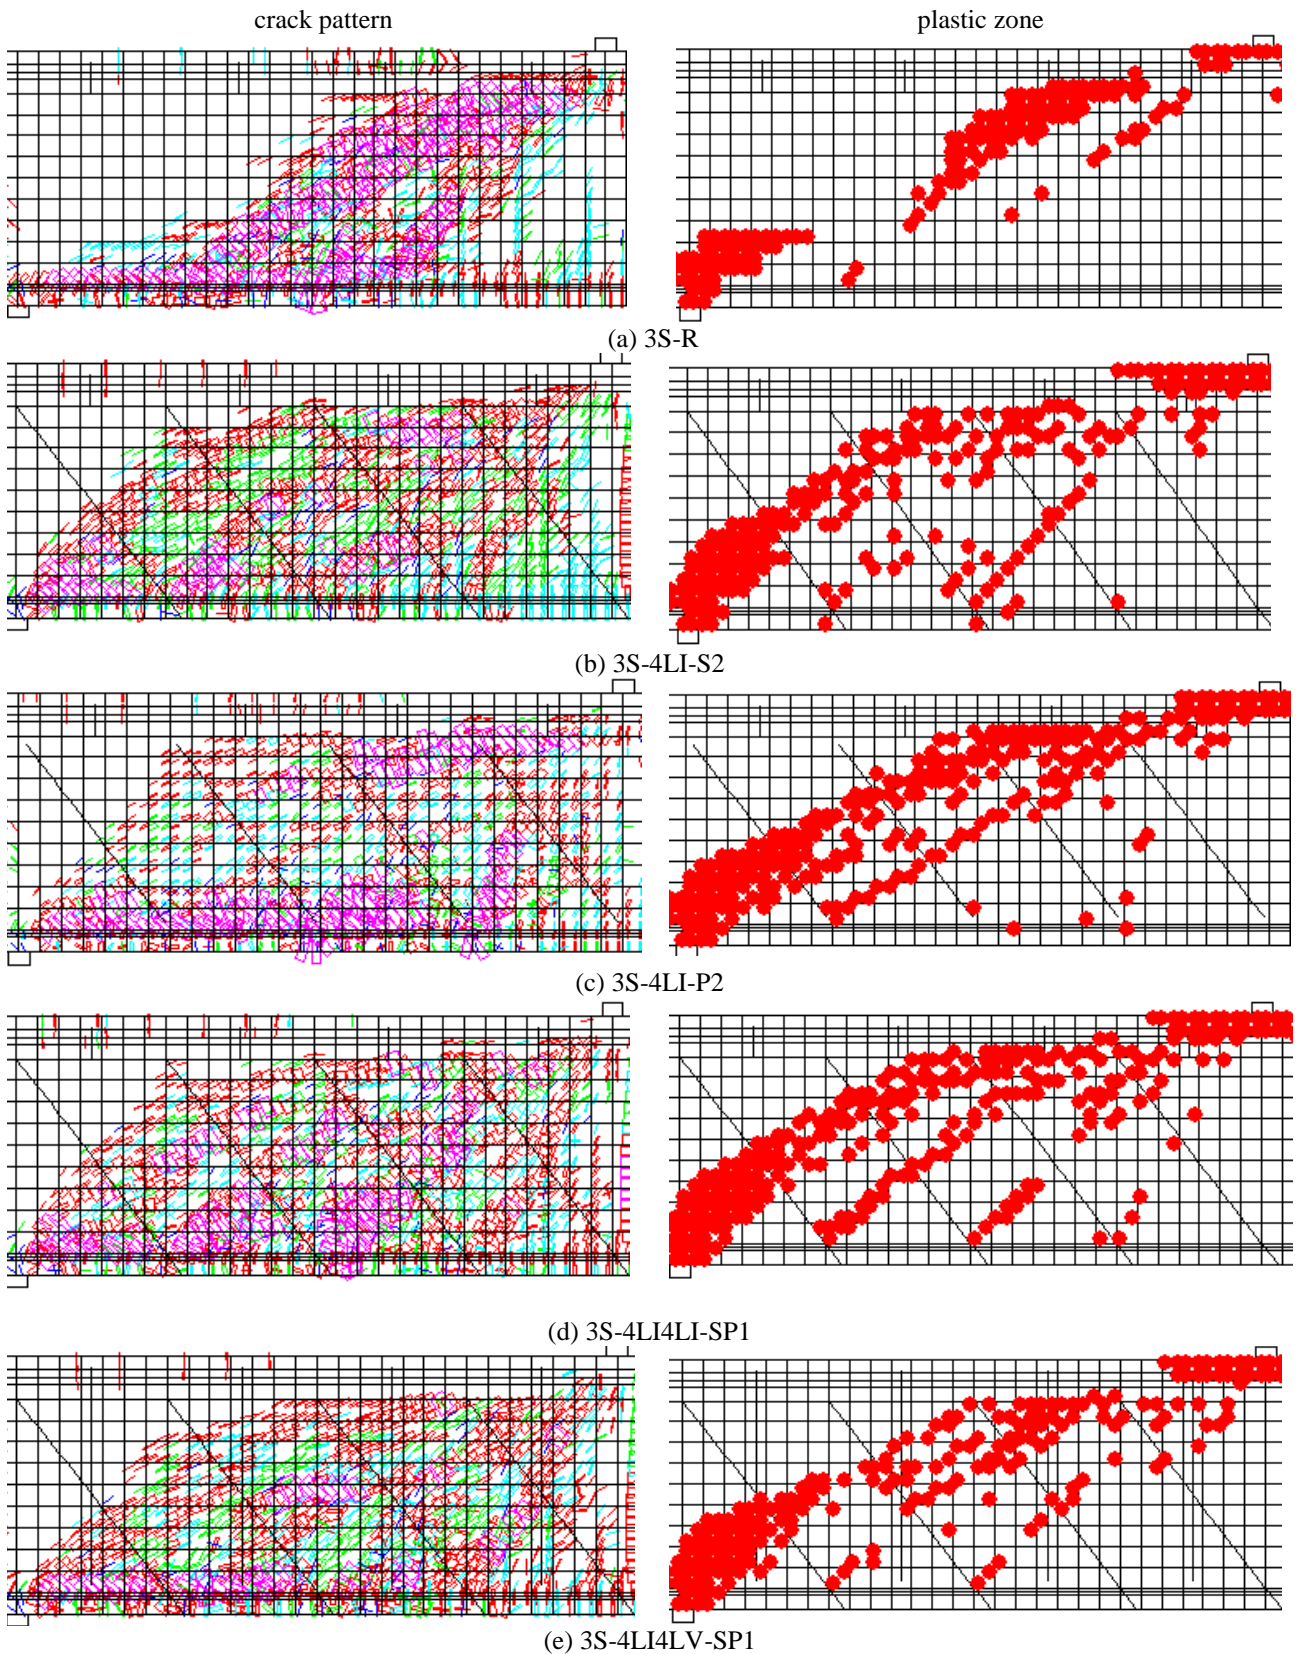 crack pattern
plastic zone
(a) 3S-R
(b) 3S-4LI-S2
(c) 3S-4LI-P2
(d) 3S-4LI4LI-SP1
(e) 3S-4LI4LV-SP1